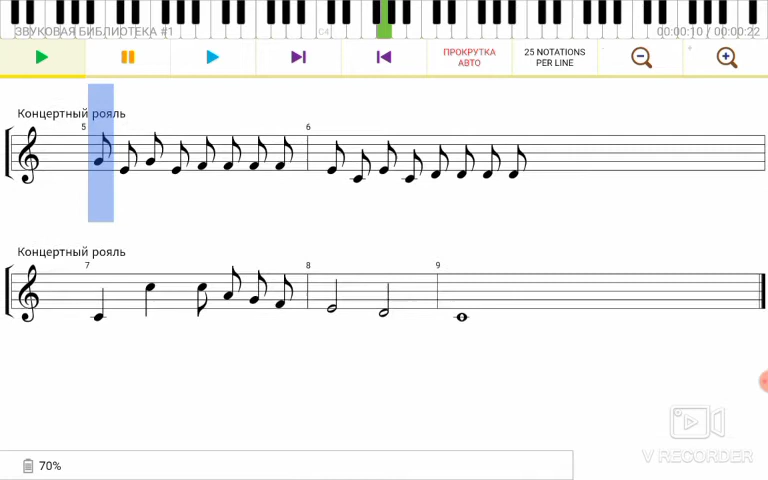 ЗВУКОВАЯ БИБЛИОТЕКА #1
C4
00:00:10 / 00:00:22
ПРОКРУТКА
АВТО
25 NOTATIONS
PER LINE
Концертный рояль
5
6
Концертный рояль
7
8
9
V RECORDER
70%